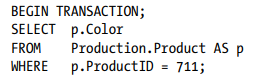 BEGIN TRANSACTION;
SELECT p.Color
FROM Production.Product AS p
WHERE p.ProductID = 711;